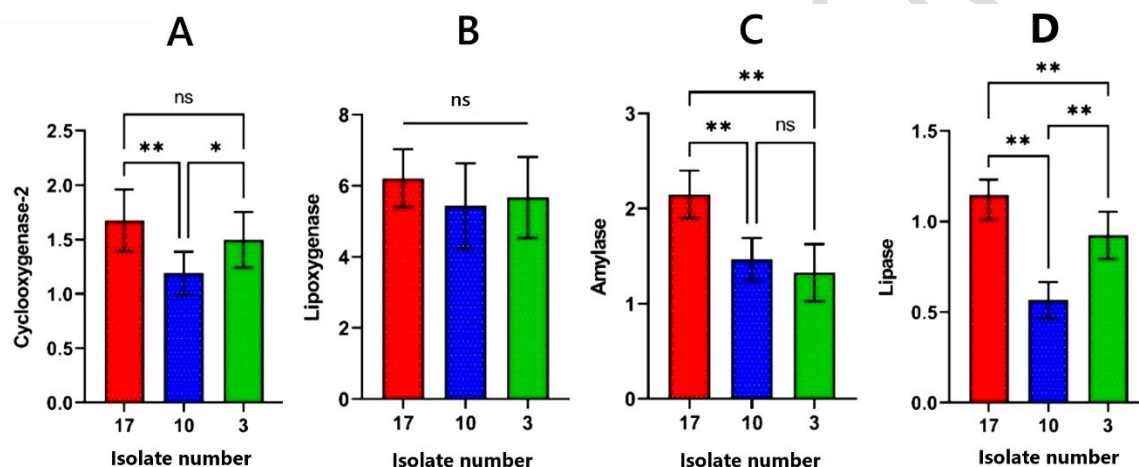 A
B
C
D
ns
**
*
Cyclooxygenase-2
2.5
2.0
1.5
1.0
0.5
0.0
17 10 3
Isolate number
ns
Lipoxygenase
8
6
4
2
0
17 10 3
Isolate number
**
**
ns
Amylase
3
2
1
0
17 10 3
Isolate number
**
**
**
Lipase
1.5
1.0
0.5
0.0
17 10 3
Isolate number